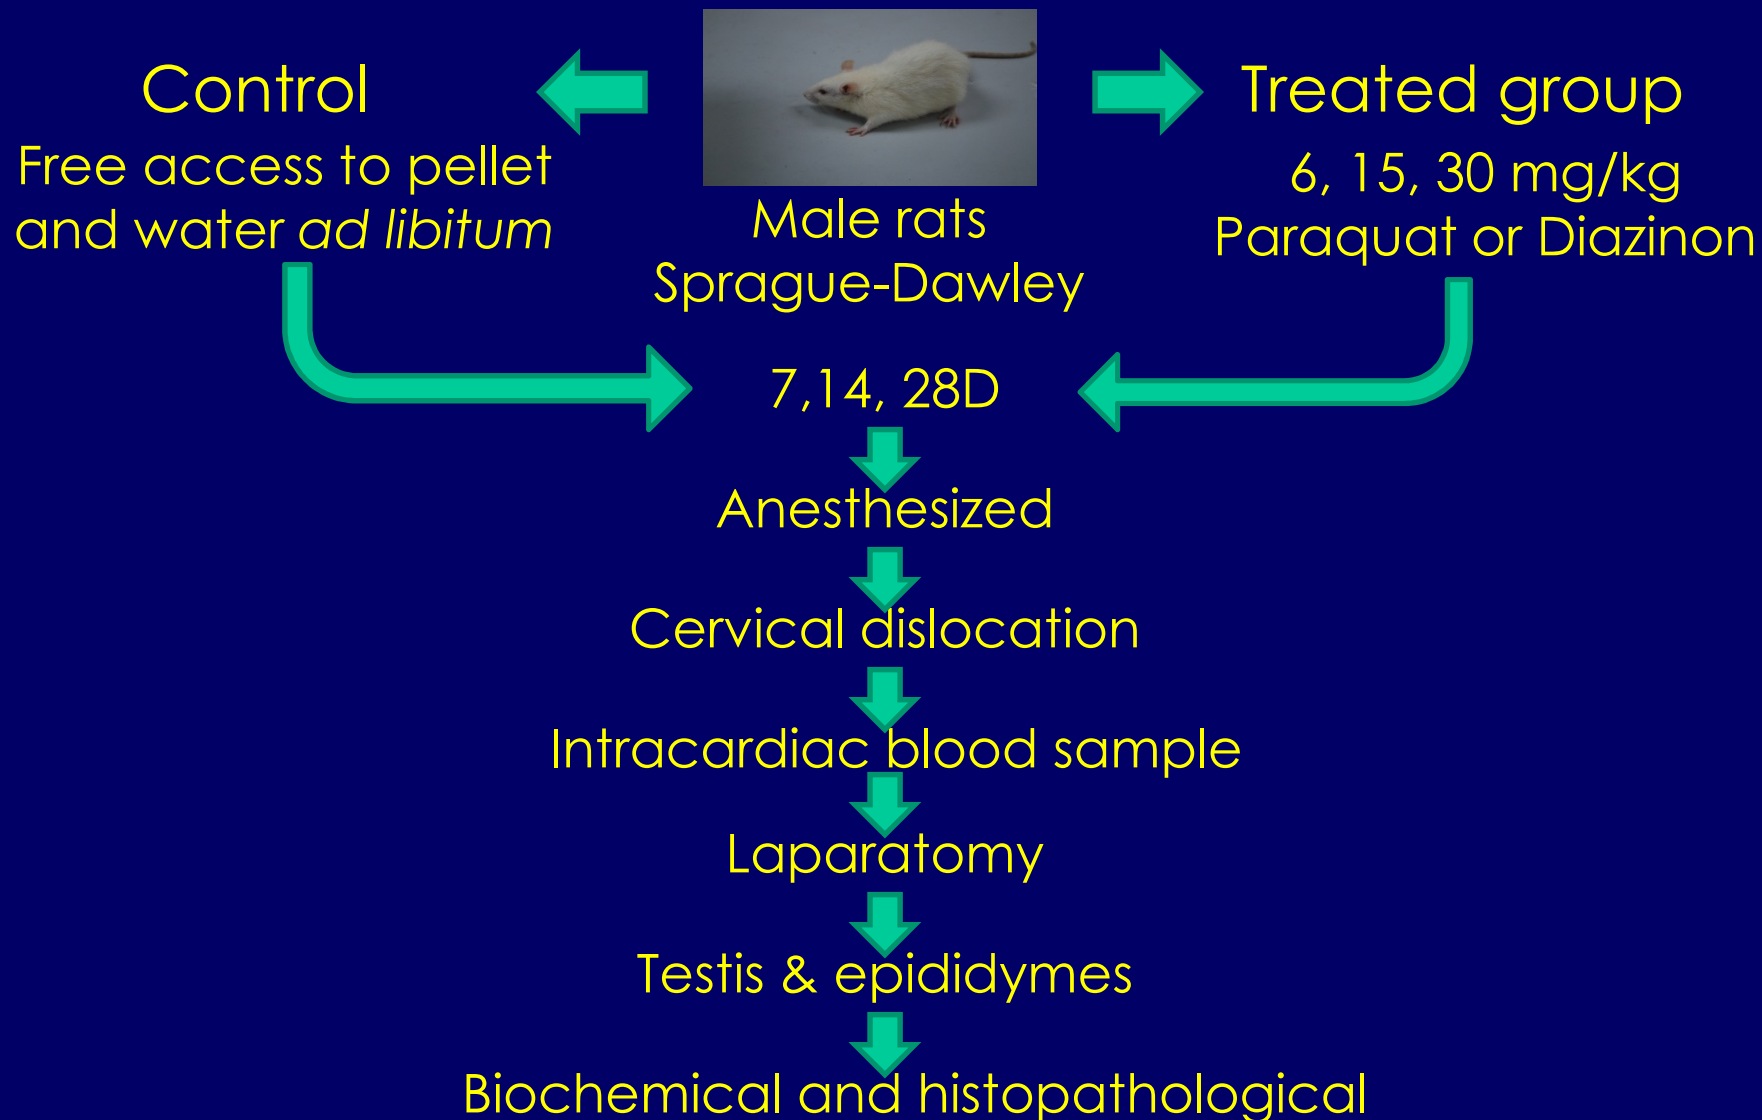 Control
Free access to pellet
and water ad libitum
Male rats
Sprague-Dawley
Treated group
6, 15, 30 mg/kg
Paraquat or Diazinon
7,14, 28D
Anesthesized
Cervical dislocation
Intracardiac blood sample
Laparatomy
Testis & epididymes
Biochemical and histopathological